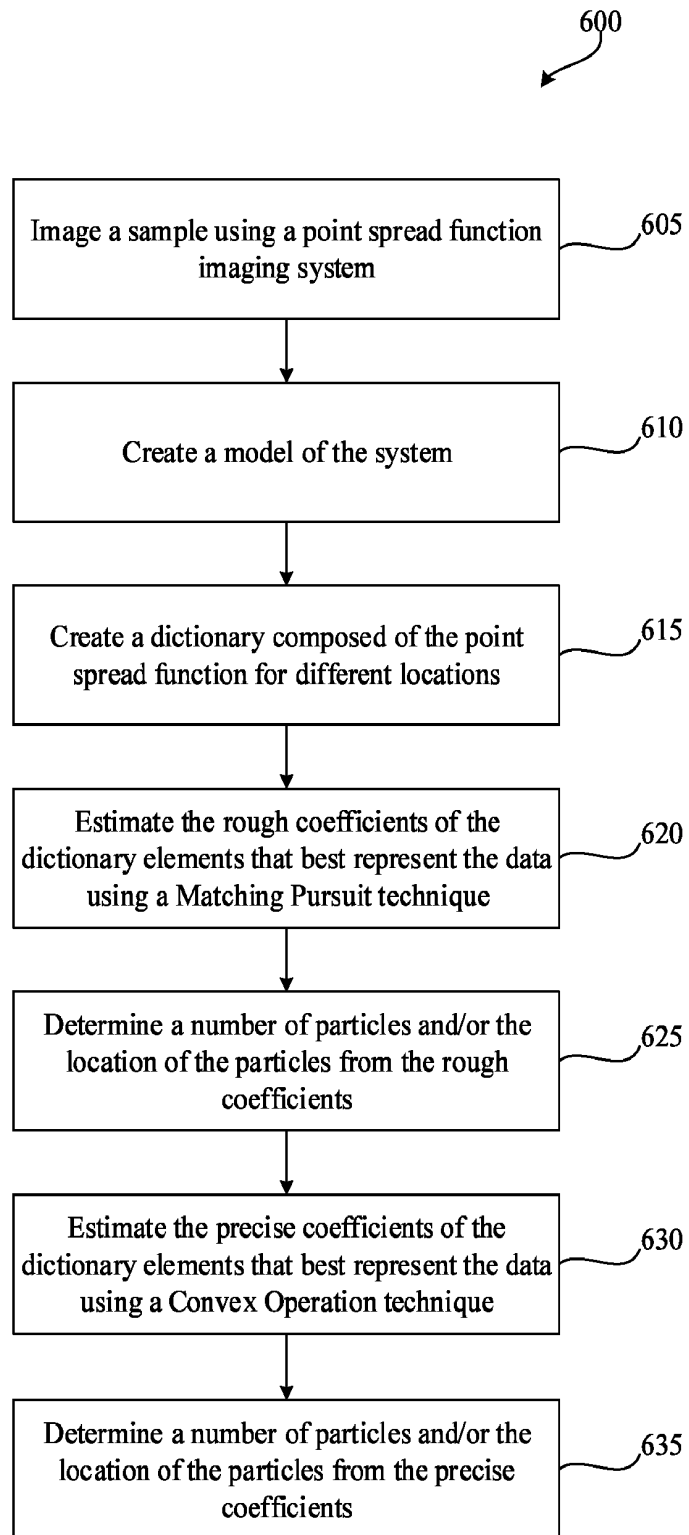 600
Image a sample using a point spread function
imaging system
605
Create a model of the system
610
Create a dictionary composed of the point
spread function for different locations
615
Estimate the rough coefficients of the
dictionary elements that best represent the data
using a Matching Pursuit technique
620
Determine a number of particles and/or the
location of the particles from the rough
coefficients
625
Estimate the precise coefficients of the
dictionary elements that best represent the data
using a Convex Operation technique
630
Determine a number of particles and/or the
location of the particles from the precise
coefficients
635